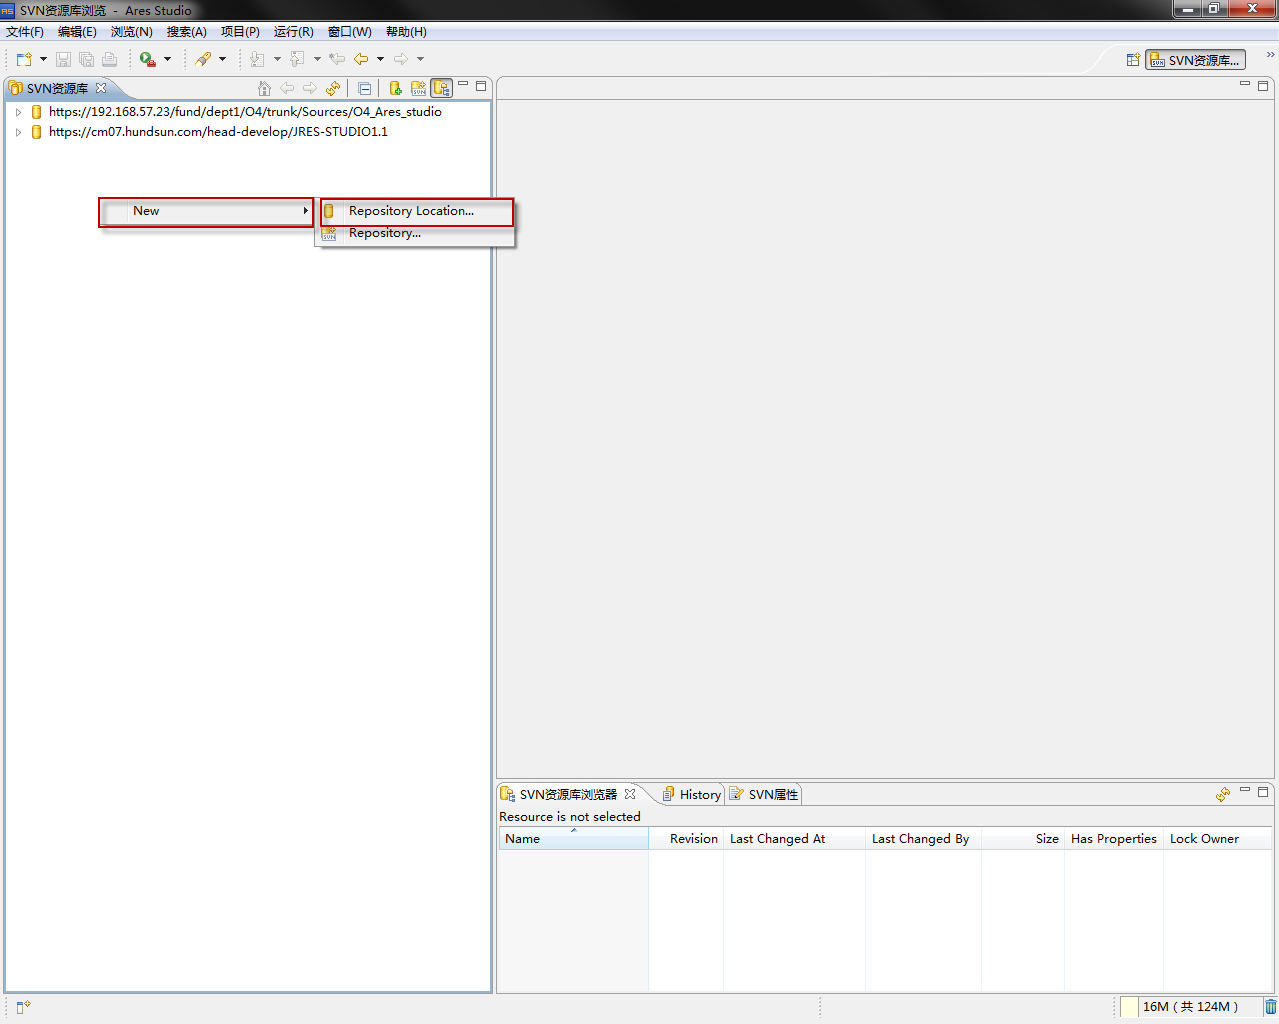 SVN资源库浏览 - Ares Studio
文件(F) 编辑(E) 浏览(N) 搜索(A) 项目(P) 运行(R) 窗口(W) 帮助(H)
SVN资源库...
SVN资源库
https://192.168.57.23/fund/dept1/O4/trunk/Sources/O4_Ares_studio
https://cm07.hundsun.com/head-develop/JRES-STUDIO1.1
New
Repository Location...
Repository...
SVN资源库浏览器 History SVN属性
Resource is not selected
Name Revision Last Changed At Last Changed By Size Has Properties Lock Owner
16M ( 共 124M )